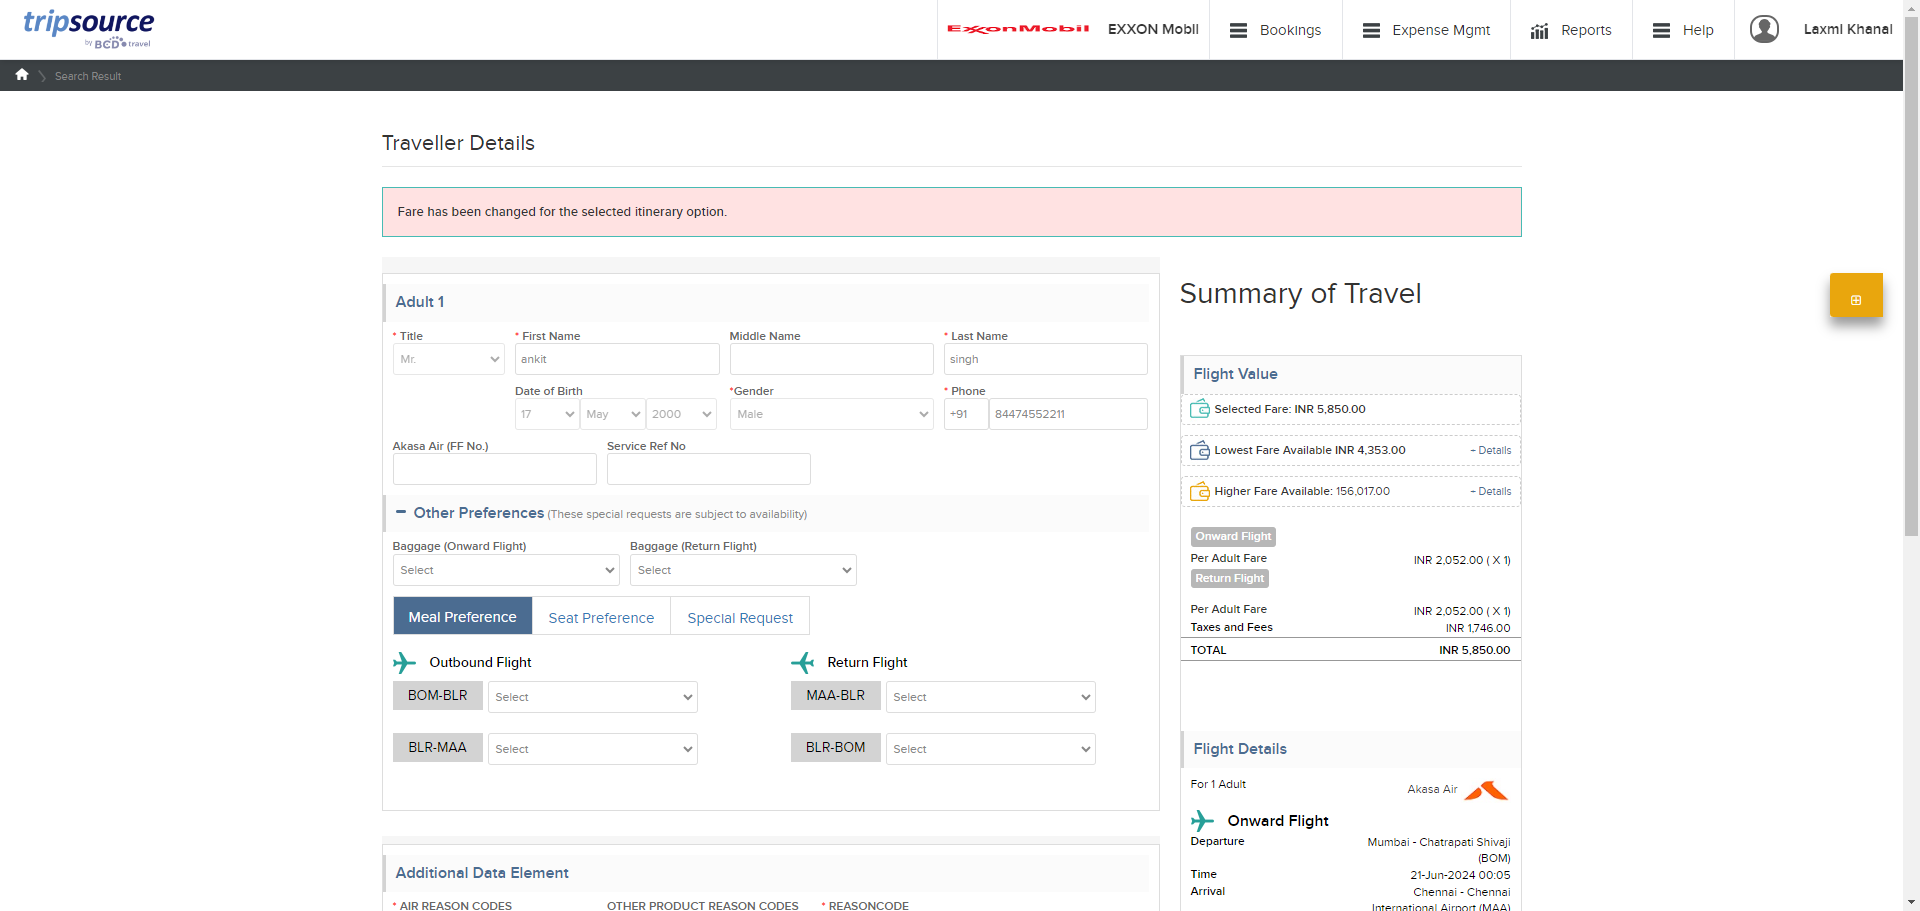 tripsource
by BCD travel
ExxonMobil
EXXON Mobil
Bookings
Expense Mgmt
Reports
Help
Laxmi Khanal
Search Result
Traveller Details
Fare has been changed for the selected itinerary option.
Adult 1
* Title
* First Name
Middle Name
* Last Name
Mr.
ankit
singh
Date of Birth
*Gender
* Phone
17
May
2000
Male
+91
84474552211
Akasa Air (FF No.)
Service Ref No
Other Preferences (These special requests are subject to availability)
Baggage (Onward Flight)
Baggage (Return Flight)
Select
Select
Meal Preference
Seat Preference
Special Request
Outbound Flight
Return Flight
BOM-BLR
Select
MAA-BLR
Select
BLR-MAA
Select
BLR-BOM
Select
Additional Data Element
* AIR REASON CODES
OTHER PRODUCT REASON CODES
* REASONCODE
Summary of Travel
Flight Value
Selected Fare: INR 5,850.00
Lowest Fare Available INR 4,353.00
+ Details
Higher Fare Available: 156,017.00
+ Details
Onward Flight
Per Adult Fare
INR 2,052.00 ( X 1)
Return Flight
Per Adult Fare
INR 2,052.00 ( X 1)
Taxes and Fees
INR 1,746.00
TOTAL
INR 5,850.00
Flight Details
For 1 Adult
Akasa Air
Onward Flight
Departure
Mumbai - Chatrapati Shivaji
(BOM)
Time
21-Jun-2024 00:05
Arrival
Chennai - Chennai
International Airport (MAA)